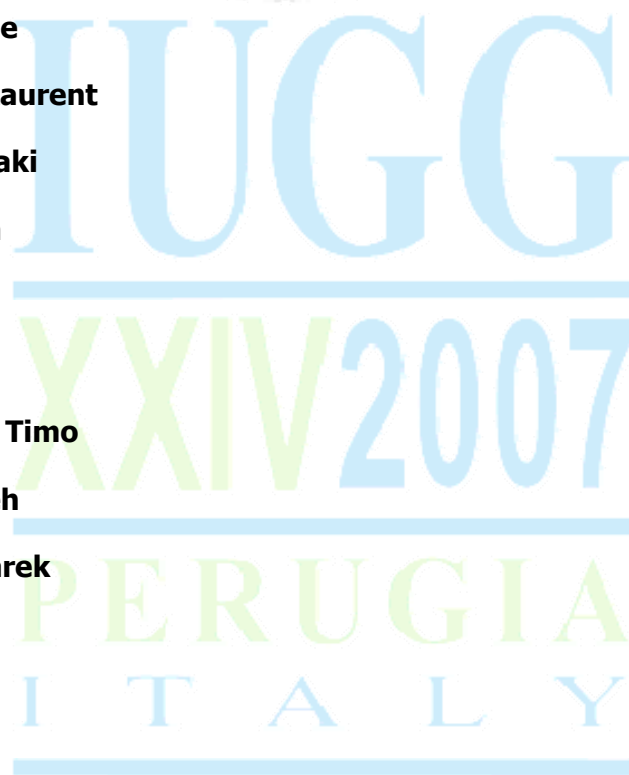 e
aurent
aki
Timo
h
arek
IUGG
XXIV2007
PERUGIA
ITALY